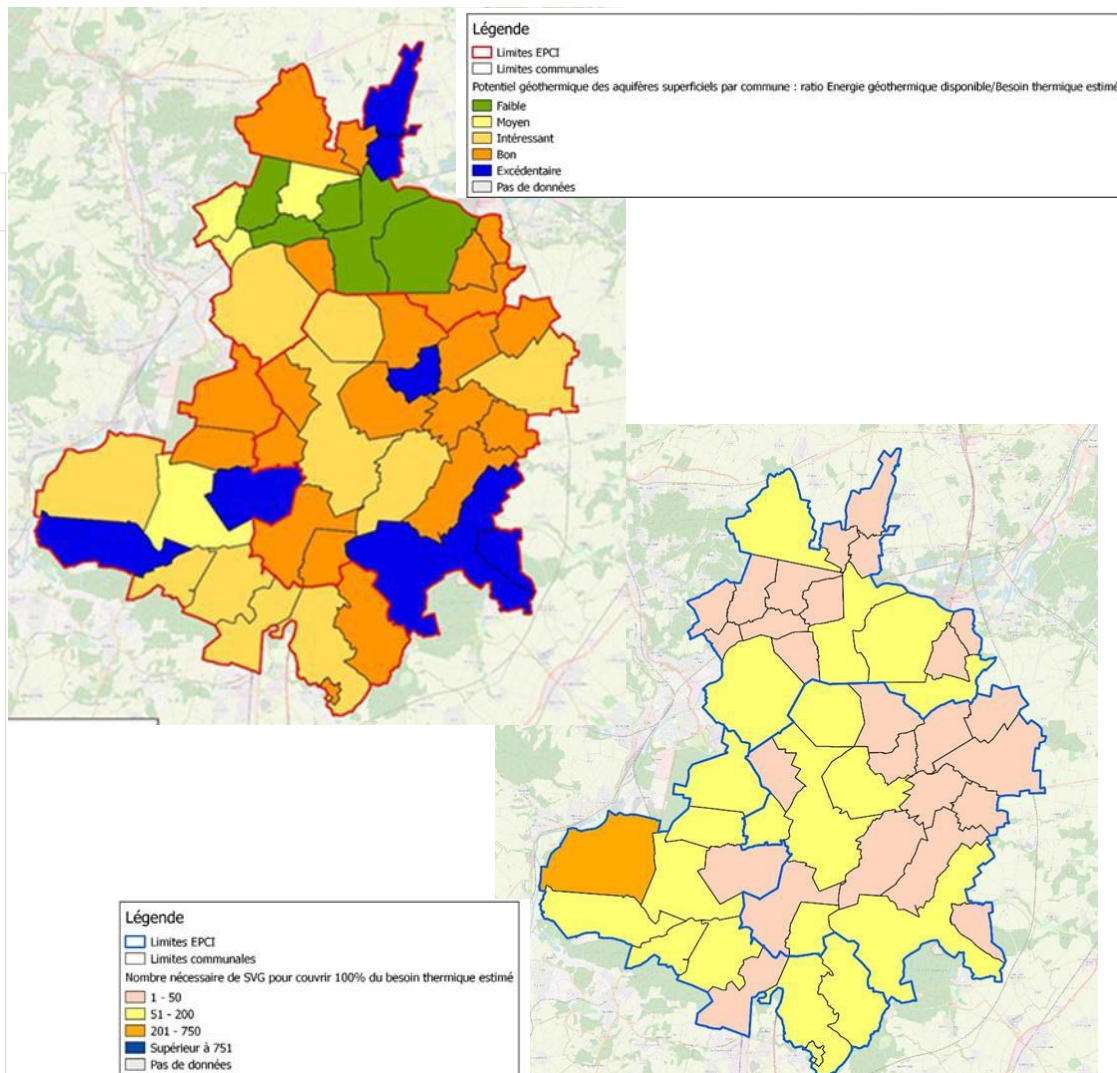 Légende
Limites EPCI
Limites communales
Potentiel géothermique des aquifères superficiels par commune : ratio Energie géothermique disponible/Besoin thermique estimé
Faible
Moyen
Intéressant
Bon
Excédentaire
Pas de données
Légende
Limites EPCI
Limites communales
Nombre nécessaire de SVG pour couvrir 100% du besoin thermique estimé
1 - 50
51 - 200
201 - 750
Supérieur à 751
Pas de données